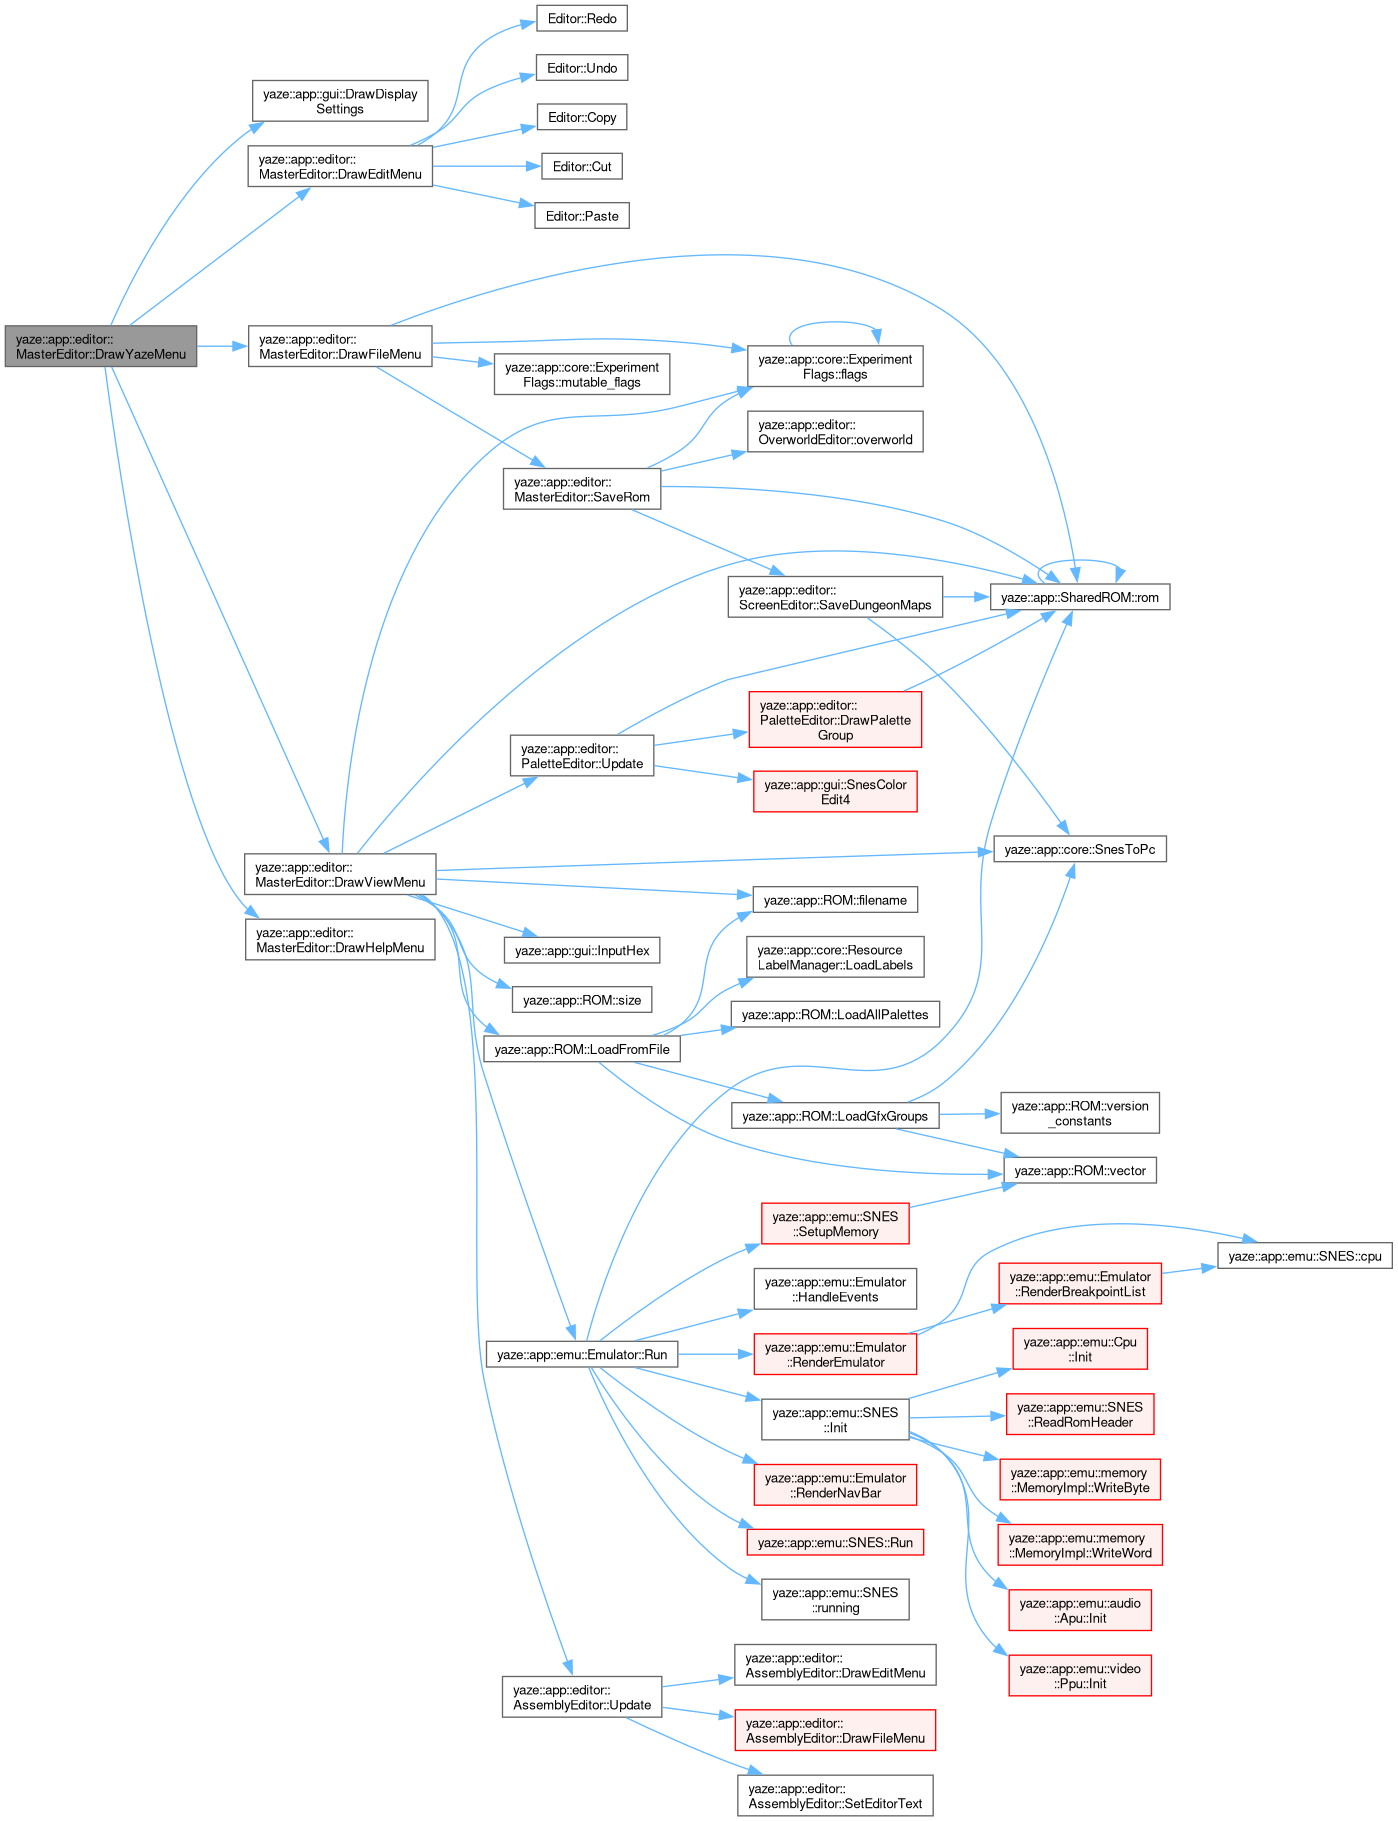 Editor::Redo
Editor::Undo
yaze::app::gui::DrawDisplay
Settings
Editor::Copy
yaze::app::editor::
MasterEditor::DrawEditMenu
Editor::Cut
Editor::Paste
yaze::app::editor::
MasterEditor::DrawYazeMenu
yaze::app::editor::
MasterEditor::DrawFileMenu
yaze::app::core::Experiment
Flags::flags
yaze::app::core::Experiment
Flags::mutable_flags
yaze::app::editor::
OverworldEditor::overworld
yaze::app::editor::
MasterEditor::SaveRom
yaze::app::editor::
ScreenEditor::SaveDungeonMaps
yaze::app::SharedROM::rom
yaze::app::editor::
PaletteEditor::DrawPalette
Group
yaze::app::editor::
PaletteEditor::Update
yaze::app::gui::SnesColor
Edit4
yaze::app::core::SnesToPc
yaze::app::editor::
MasterEditor::DrawViewMenu
yaze::app::ROM::filename
yaze::app::editor::
MasterEditor::DrawHelpMenu
yaze::app::gui::InputHex
yaze::app::core::Resource
LabelManager::LoadLabels
yaze::app::ROM::size
yaze::app::ROM::LoadAllPalettes
yaze::app::ROM::LoadFromFile
yaze::app::ROM::LoadGfxGroups
yaze::app::ROM::version
_constants
yaze::app::ROM::vector
yaze::app::emu::SNES
::SetupMemory
yaze::app::emu::SNES::cpu
yaze::app::emu::Emulator
::HandleEvents
yaze::app::emu::Emulator
::RenderBreakpointList
yaze::app::emu::Emulator::Run
yaze::app::emu::Emulator
::RenderEmulator
yaze::app::emu::Cpu
::Init
yaze::app::emu::SNES
::Init
yaze::app::emu::SNES
::ReadRomHeader
yaze::app::emu::Emulator
::RenderNavBar
yaze::app::emu::memory
::MemoryImpl::WriteByte
yaze::app::emu::SNES::Run
yaze::app::emu::memory
::MemoryImpl::WriteWord
yaze::app::emu::SNES
::running
yaze::app::emu::audio
::Apu::Init
yaze::app::emu::video
::Ppu::Init
yaze::app::editor::
AssemblyEditor::DrawEditMenu
yaze::app::editor::
AssemblyEditor::Update
yaze::app::editor::
AssemblyEditor::DrawFileMenu
yaze::app::editor::
AssemblyEditor::SetEditorText